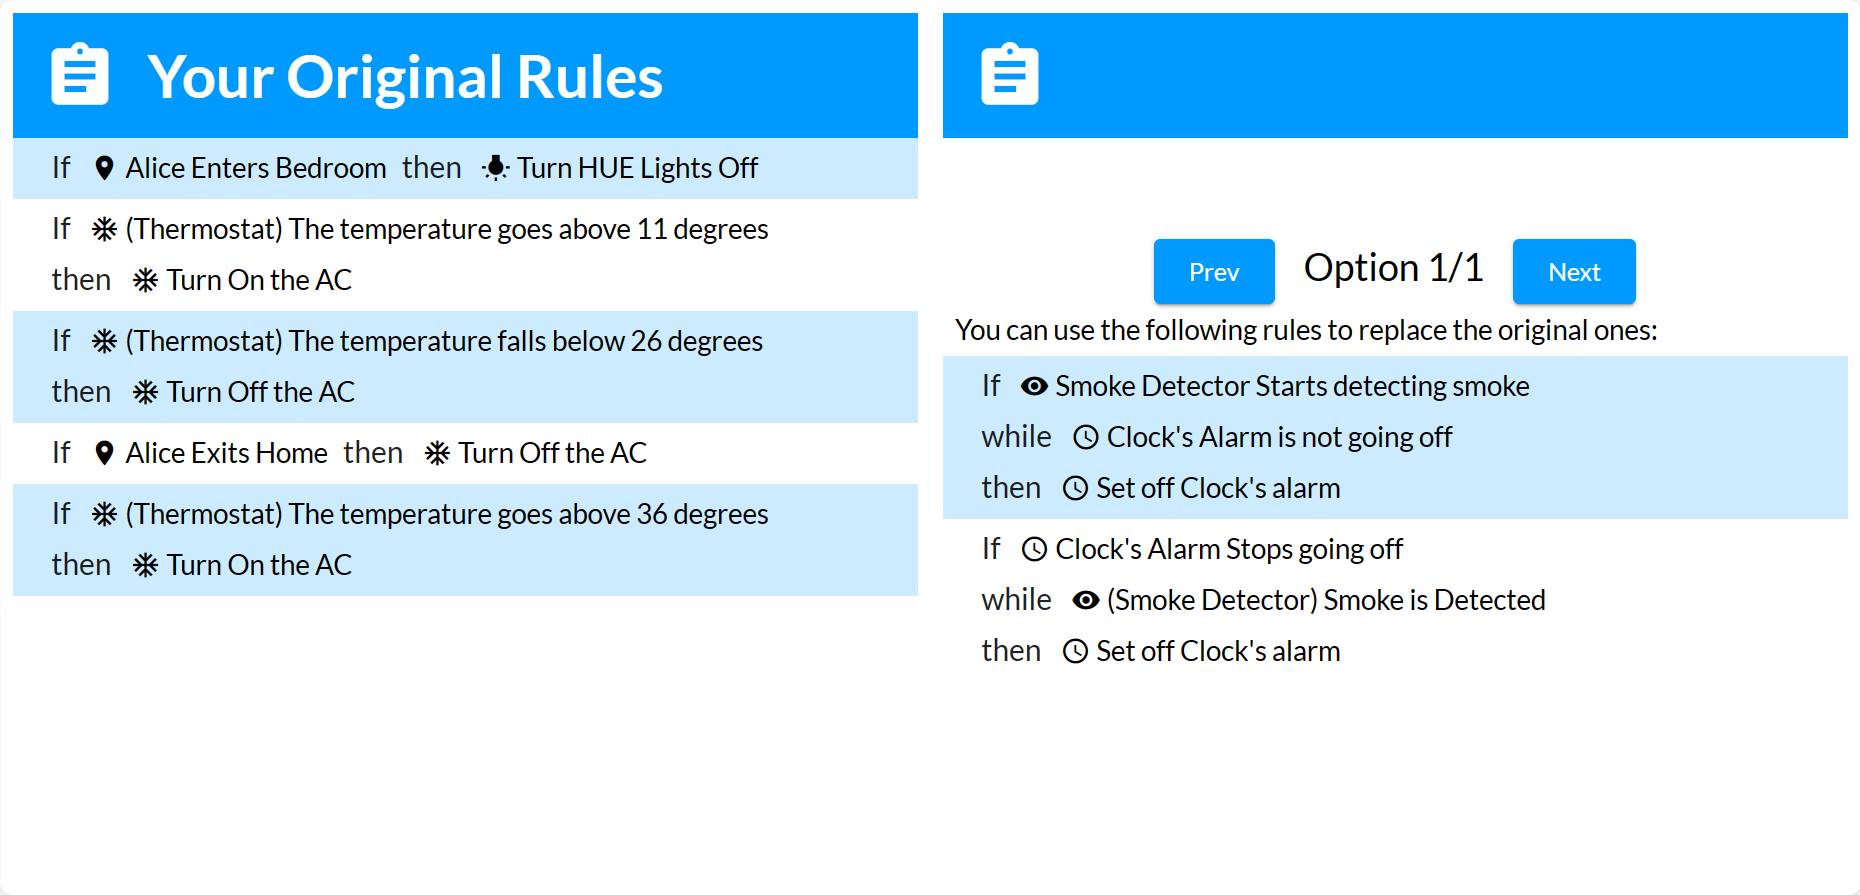 Your Original Rules
If Alice Enters Bedroom then Turn HUE Lights Off
If (Thermostat) The temperature goes above 11 degrees
then Turn On the AC
If (Thermostat) The temperature falls below 26 degrees
then Turn Off the AC
If Alice Exits Home then Turn Off the AC
If (Thermostat) The temperature goes above 36 degrees
then Turn On the AC
Prev Option 1/1 Next
You can use the following rules to replace the original ones:
If Smoke Detector Starts detecting smoke
while Clock's Alarm is not going off
then Set off Clock's alarm
If Clock's Alarm Stops going off
while (Smoke Detector) Smoke is Detected
then Set off Clock's alarm